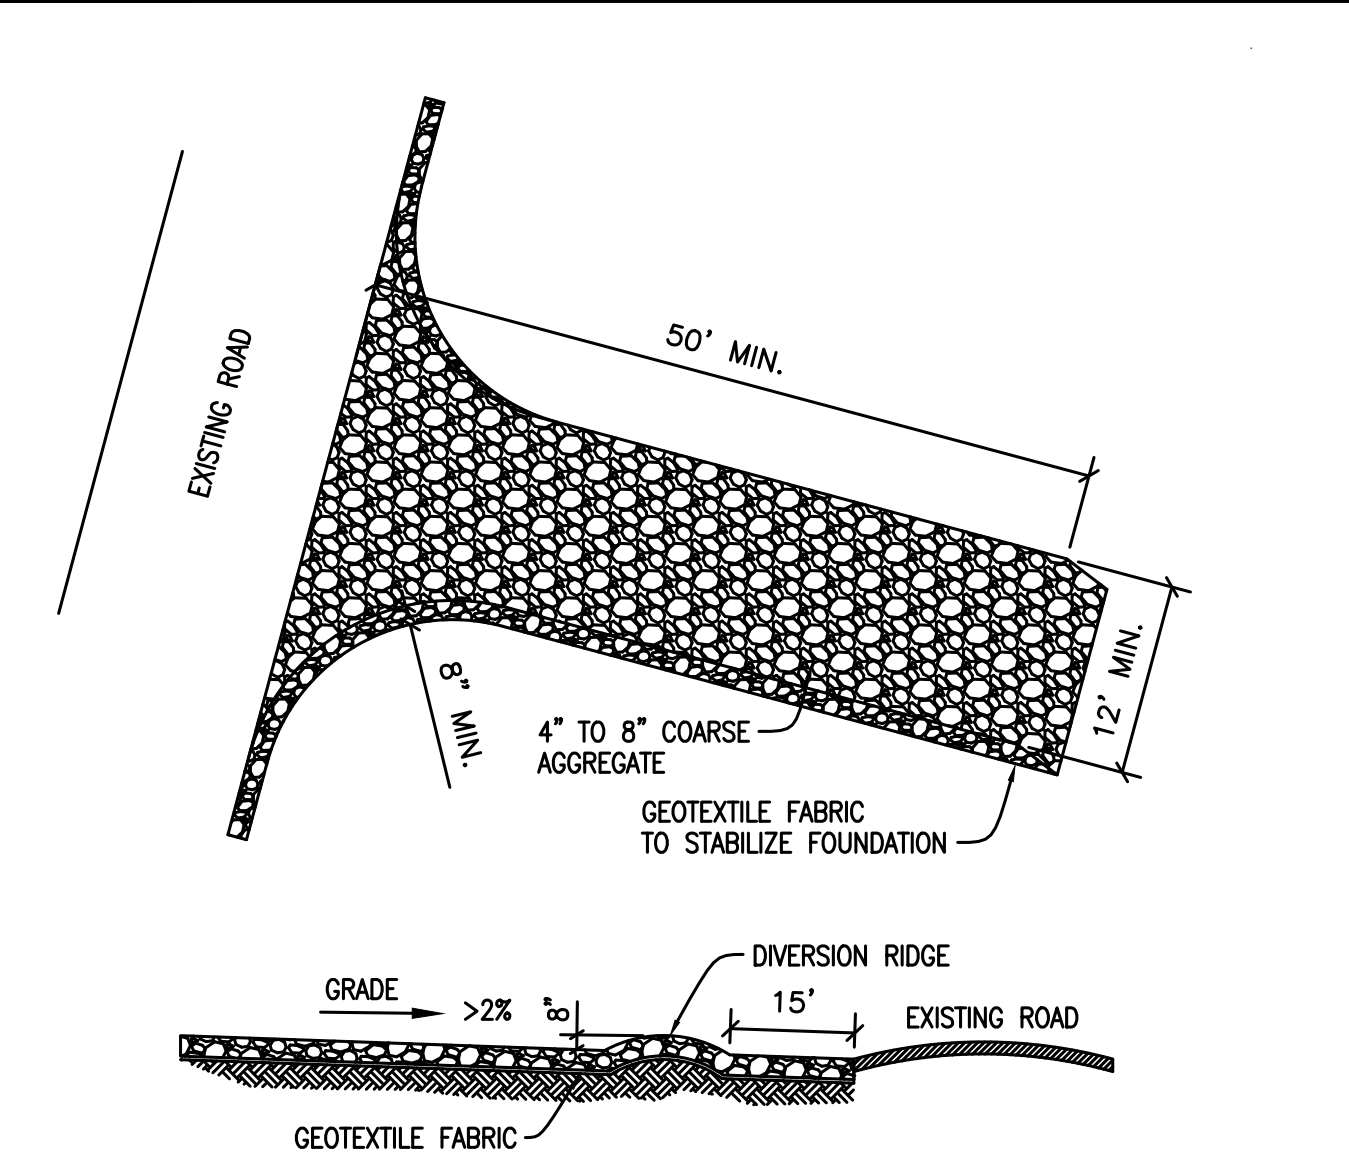 50' MIN.
EXISTING ROAD
12' MIN.
8" MIN.
4" TO 8" COARSE
AGGREGATE
GEOTEXTILE FABRIC
TO STABILIZE FOUNDATION
DIVERSION RIDGE
GRADE
>2%
8"
15'
EXISTING ROAD
GEOTEXTILE FABRIC